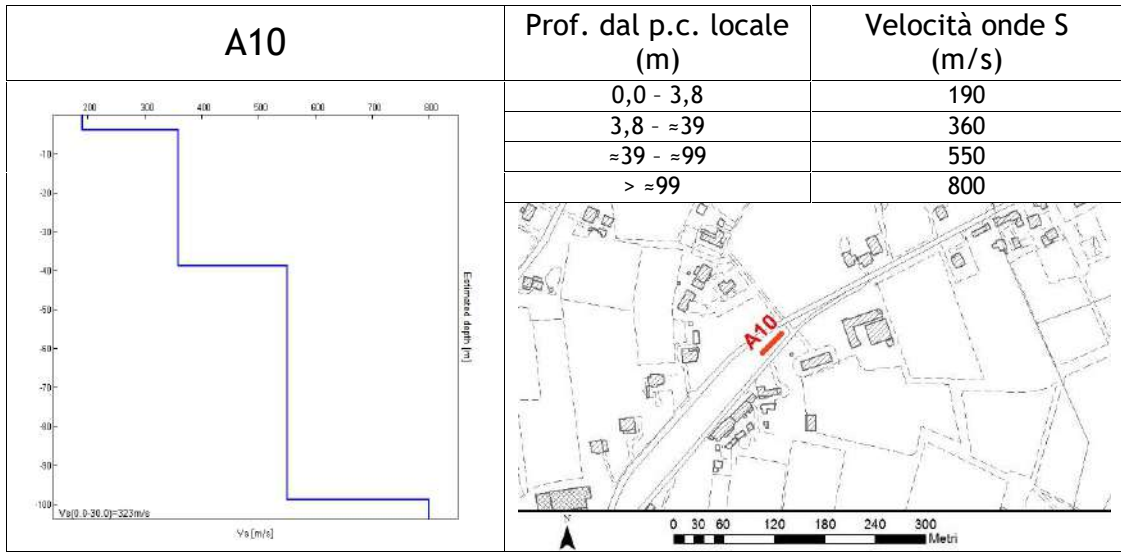 A10
Prof. dal p.c. locale
(m)
Velocità onde S
(m/s)
0,0 – 3,8 190
3,8 – ≈39 360
≈39 – ≈99 550
> ≈99 800
200 300 400 500 600 700 800
-10
-20
-30
-40
-50
-60
-70
-80
-90
-100
Estimated depth [m]
Vs(0.0-30.0)=323m/s
Vs [m/s]
A10
N
0 30 60 120 180 240 300
Metri